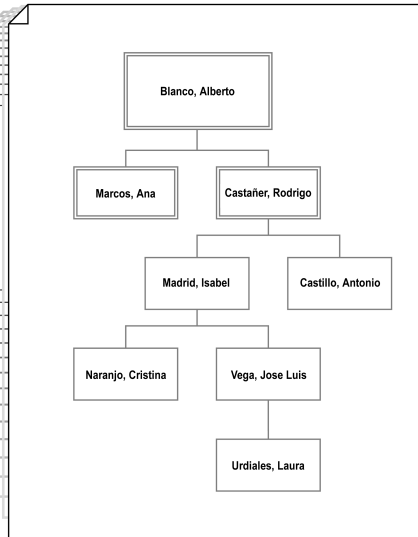 Blanco, Alberto
Marcos, Ana
Castañer, Rodrigo
Madrid, Isabel
Castillo, Antonio
Naranjo, Cristina
Vega, Jose Luis
Urdiales, Laura